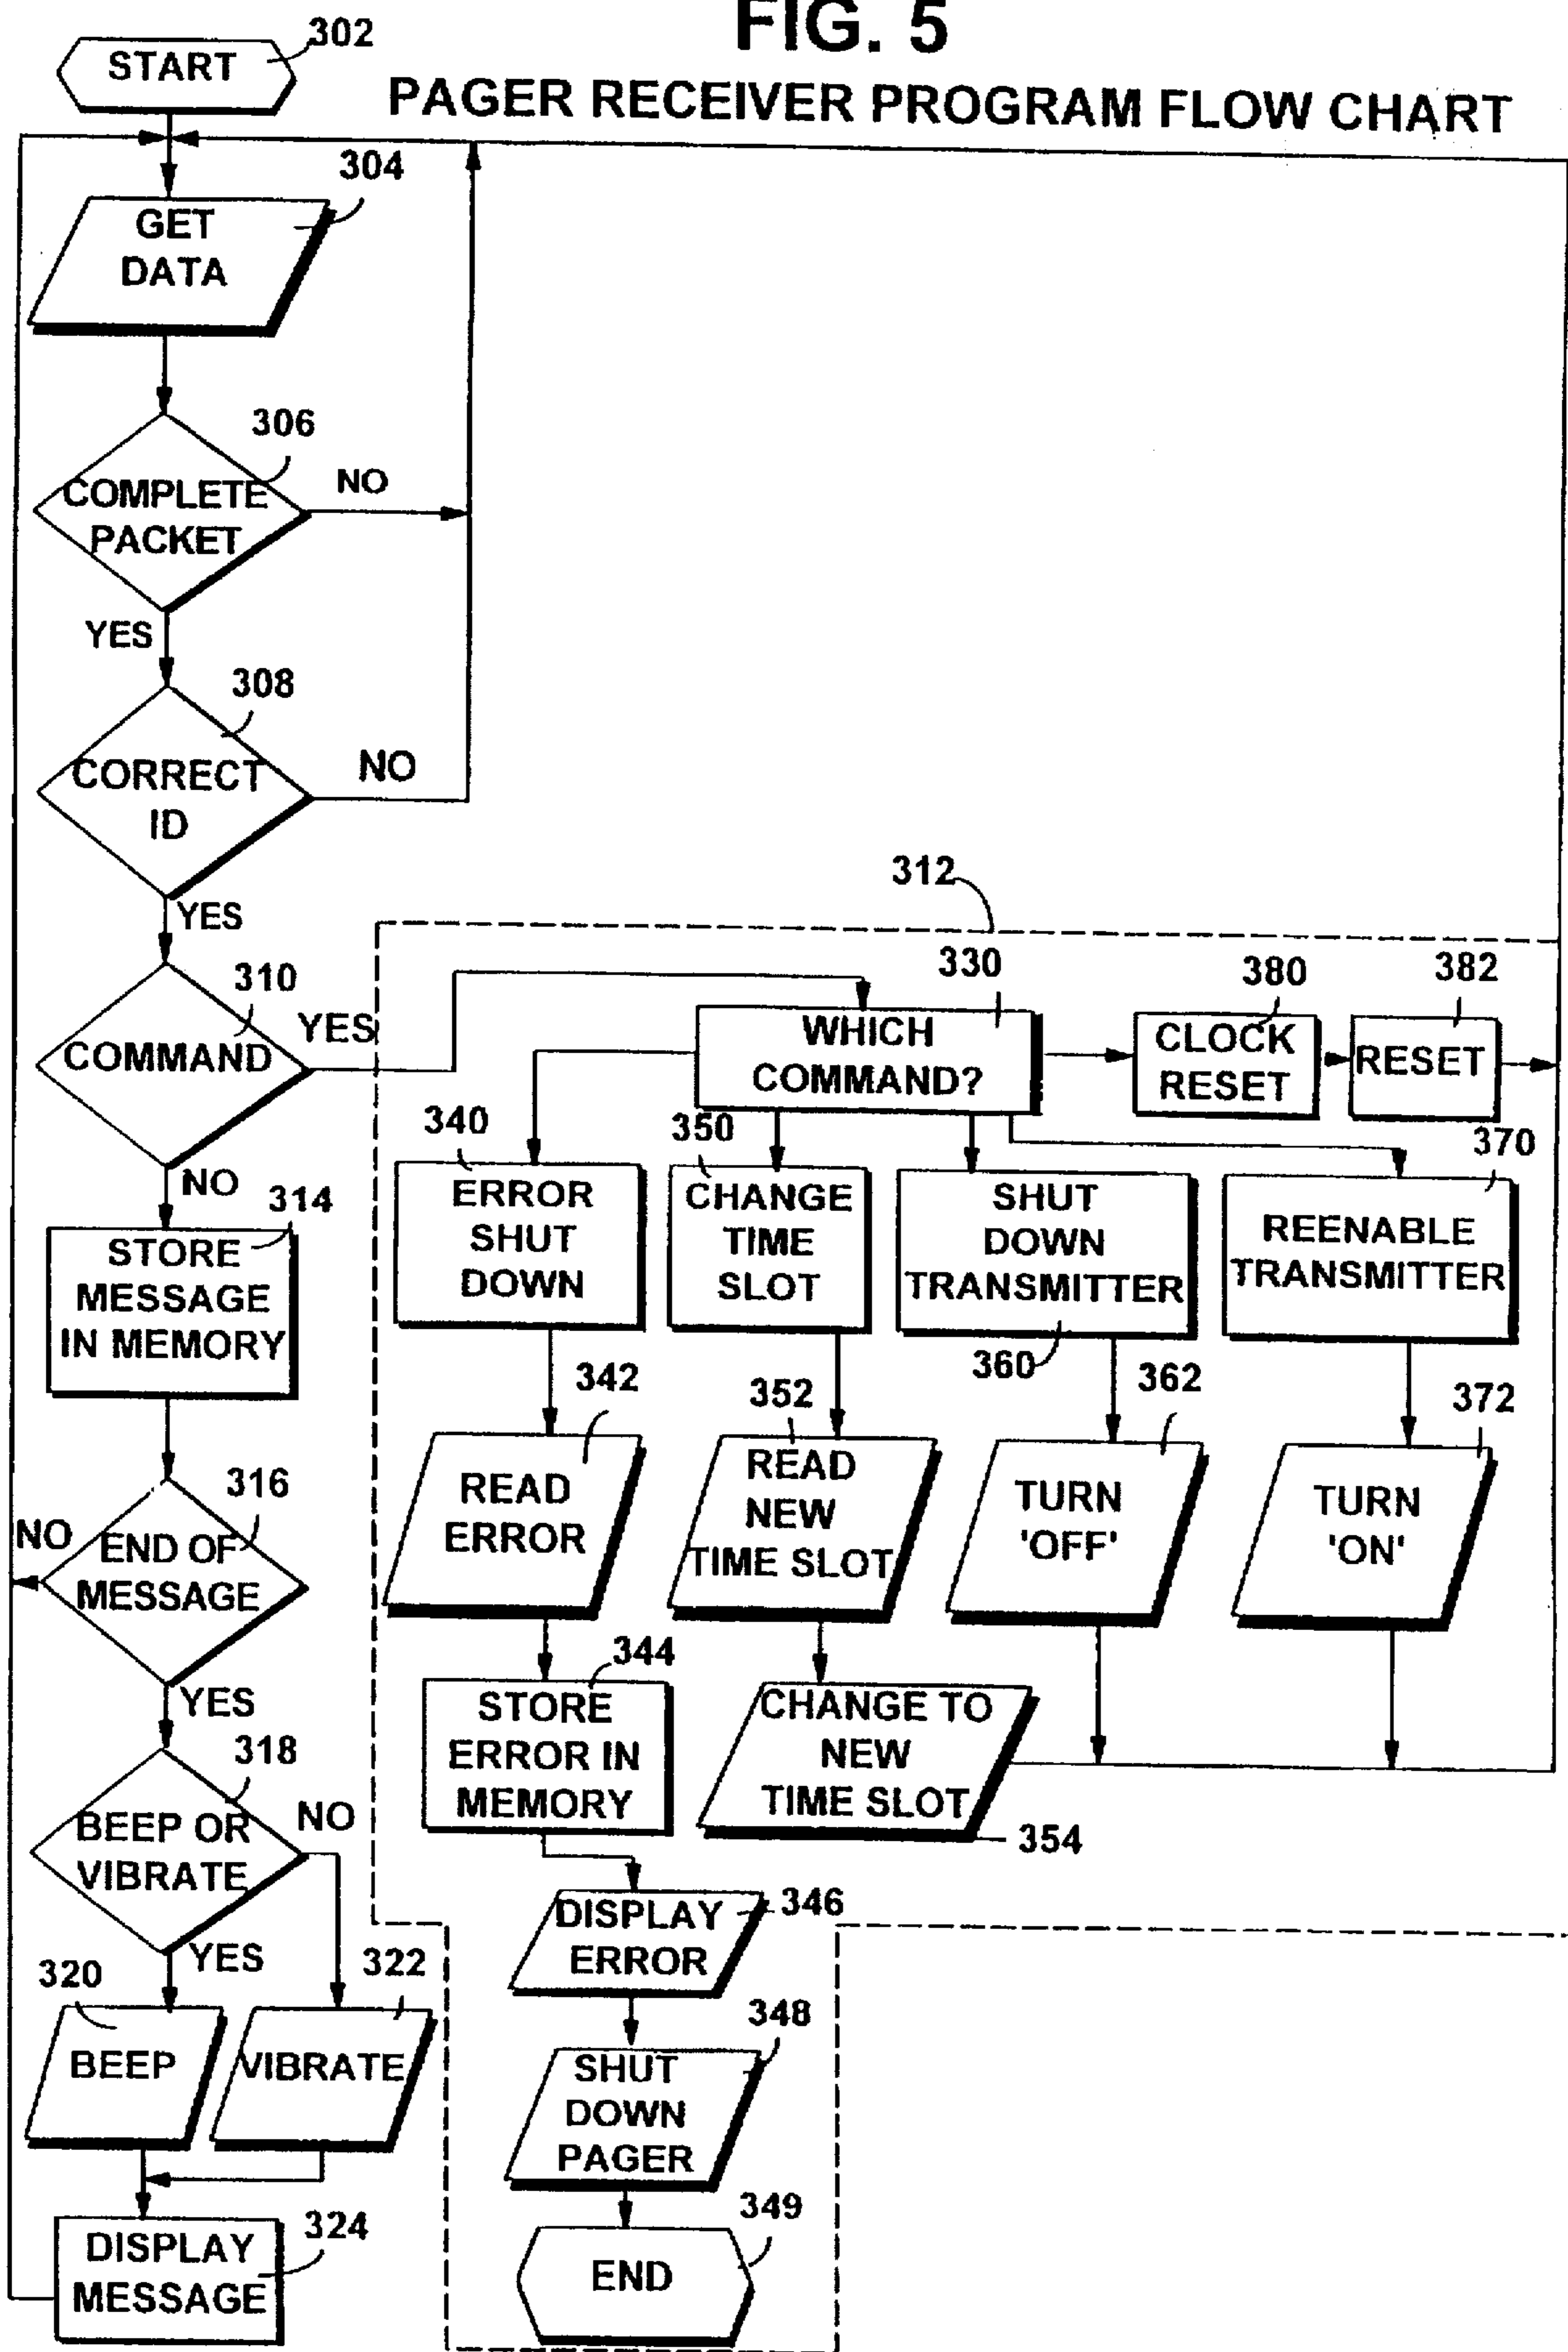 FIG. 5
PAGER RECEIVER PROGRAM FLOW CHART
START
302
GET
DATA
304
COMPLETE
PACKET
306
NO
YES
CORRECT
ID
308
NO
YES
COMMAND
310
YES
NO
STORE
MESSAGE
IN MEMORY
314
END OF
MESSAGE
316
NO
YES
BEEP OR
VIBRATE
318
NO
YES
320
BEEP
322
VIBRATE
DISPLAY
MESSAGE
324
312
330
WHICH
COMMAND?
380
CLOCK
RESET
382
RESET
340
ERROR
SHUT
DOWN
350
CHANGE
TIME
SLOT
SHUT
DOWN
TRANSMITTER
360
370
REENABLE
TRANSMITTER
342
READ
ERROR
352
READ
NEW
TIME SLOT
362
TURN
'OFF'
372
TURN
'ON'
344
STORE
ERROR IN
MEMORY
CHANGE TO
NEW
TIME SLOT
354
DISPLAY
ERROR
346
SHUT
DOWN
PAGER
348
END
349